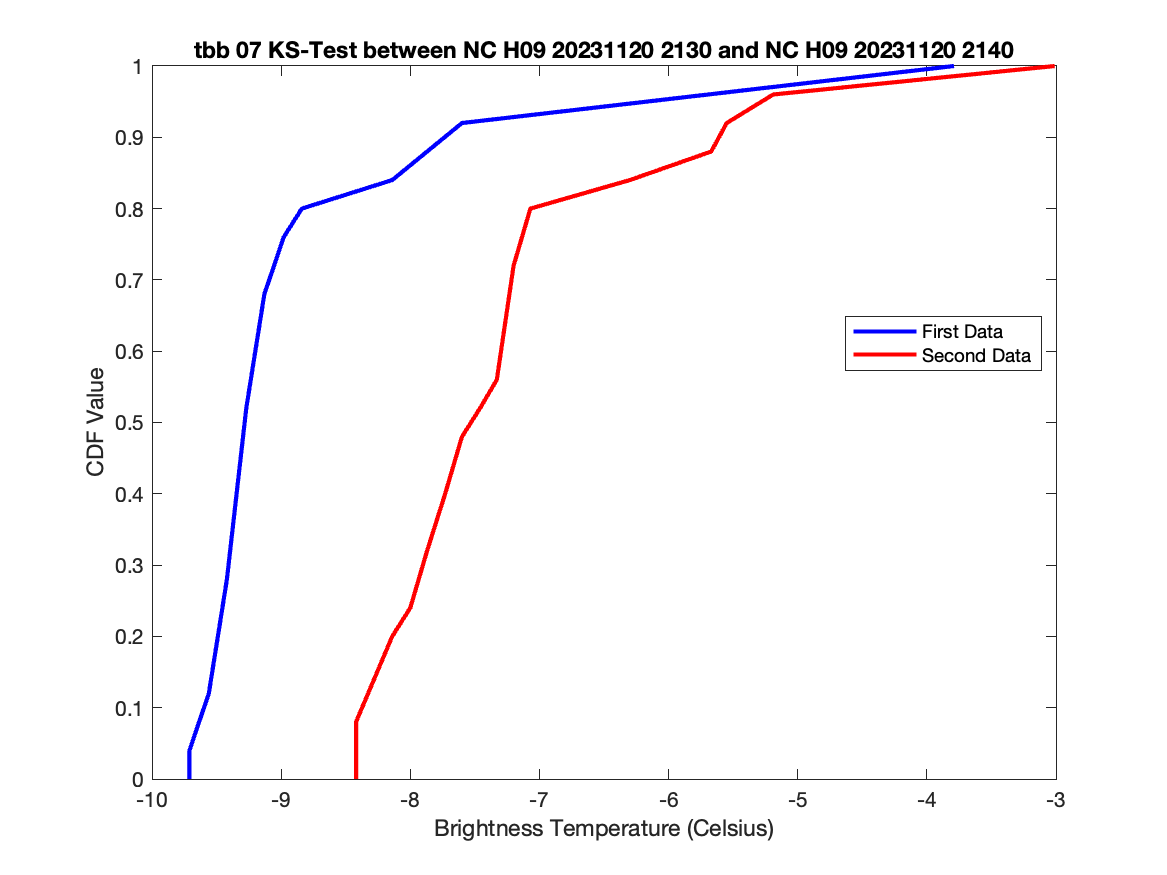 tbb 07 KS-Test between NC H09 20231120 2130 and NC H09 20231120 2140
1
0.9
0.8
0.7
0.6
0.5
0.4
0.3
0.2
0.1
0
CDF Value
First Data
Second Data
-10 -9 -8 -7 -6 -5 -4 -3
Brightness Temperature (Celsius)